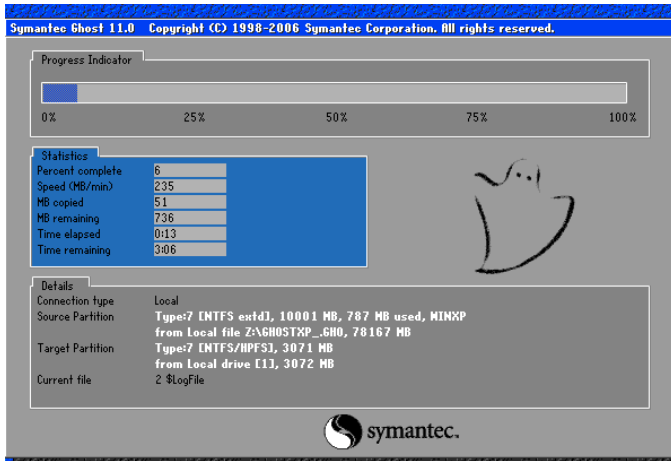 Symantec Ghost 11.0 Copyright (C) 1998-2006 Symantec Corporation. All rights reserved.
Progress Indicator
0% 25% 50% 75% 100%
Statistics
Percent complete 6
Speed (MB/min) 235
MB copied 51
MB remaining 736
Time elapsed 0:13
Time remaining 3:06
Details
Connection type Local
Source Partition Type:7 [NTFS extd], 10001 MB, 787 MB used, MINXP
from Local file Z:\GHOSTXP_.GHO, 78167 MB
Target Partition Type:7 [NTFS/HPFS], 3071 MB
from Local drive [1], 3072 MB
Current file 2 $LogFile
symantec.